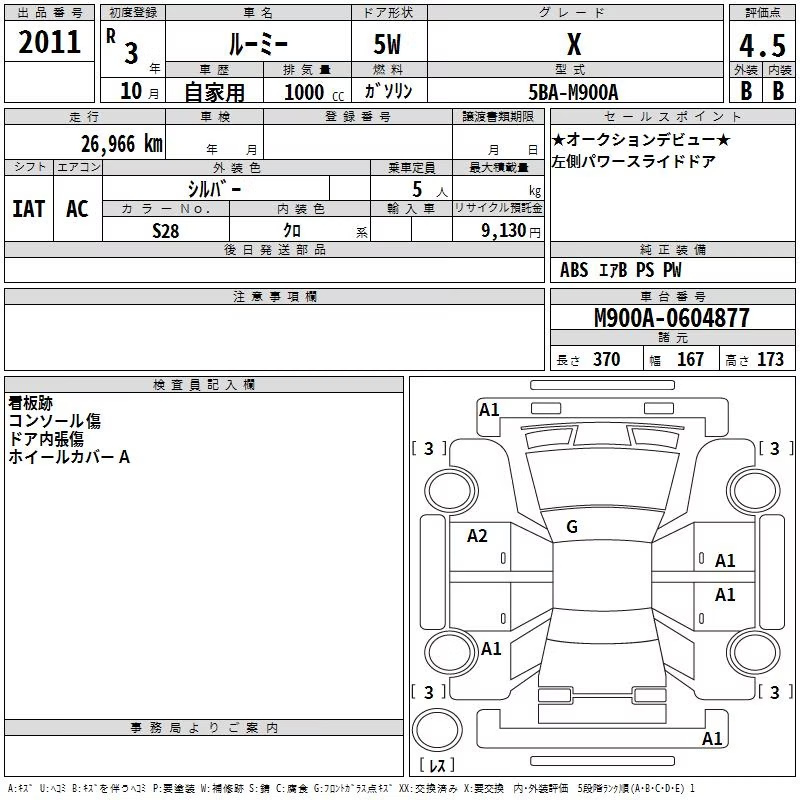 出品番号 初度登録 車名 ドア形状 グレード 評価点
2011 R 3 年 ﾙｰﾐｰ 5W X 4.5
車歴 排気量 燃料 型式 外装 内装
10 月 自家用 1000 CC ｶﾞｿﾘﾝ 5BA-M900A B B
走行 車検 登録番号 譲渡書類期限 セールスポイント
26,966 km 年 月 月 日 ★オークションデビュー★
左側パワースライドドア
シフト エアコン 外装色 乗車定員 最大積載量
IAT AC ｼﾙﾊﾞｰ 5 人 kg
カラーNo. 内装色 輸入車 リサイクル預託金
S28 ｸﾛ 系 9,130 円
後日発送部品 純正装備
ABS ｴｱB PS PW
注意事項欄 車台番号
M900A-0604877
諸元
長さ 370 幅 167 高さ 173
検査員記入欄
看板跡
コンソール傷
ドア内張傷
ホイールカバーA
A1
[ 3 ] [ 3 ]
G
A2
A1
A1
A1
[ 3 ] [ 3 ]
事務局よりご案内
A1
[ ﾚｽ ]
A:ｷｽﾞ U:ﾍｺﾐ B:ｷｽﾞを伴うﾍｺﾐ P:要塗装 W:補修跡 S:錆 C:腐食 G:ﾌﾛﾝﾄｶﾞﾗｽ点ｷｽﾞ XX:交換済み X:要交換 内・外装評価 5段階ﾗﾝｸ順(A・B・C・D・E) 1